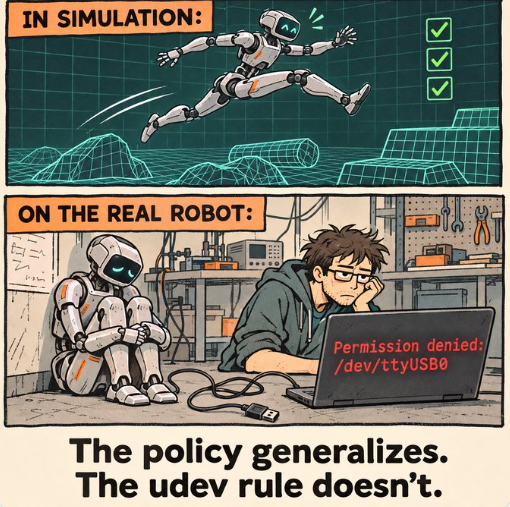 IN SIMULATION:
ON THE REAL ROBOT:
Permission denied:
/dev/ttyUSB0
The policy generalizes.
The udev rule doesn't.